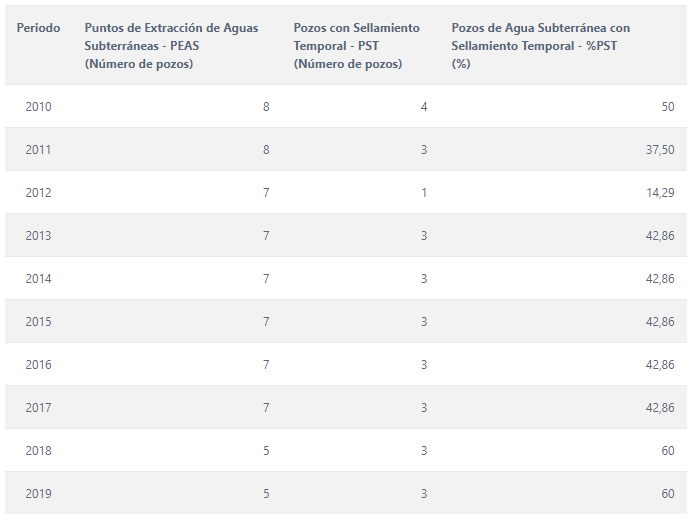 Periodo Puntos de Extracción de Aguas Subterráneas - PEAS (Número de pozos) Pozos con Sellamiento Temporal - PST (Número de pozos) Pozos de Agua Subterránea con Sellamiento Temporal - %PST (%)
2010 8 4 50
2011 8 3 37,50
2012 7 1 14,29
2013 7 3 42,86
2014 7 3 42,86
2015 7 3 42,86
2016 7 3 42,86
2017 7 3 42,86
2018 5 3 60
2019 5 3 60